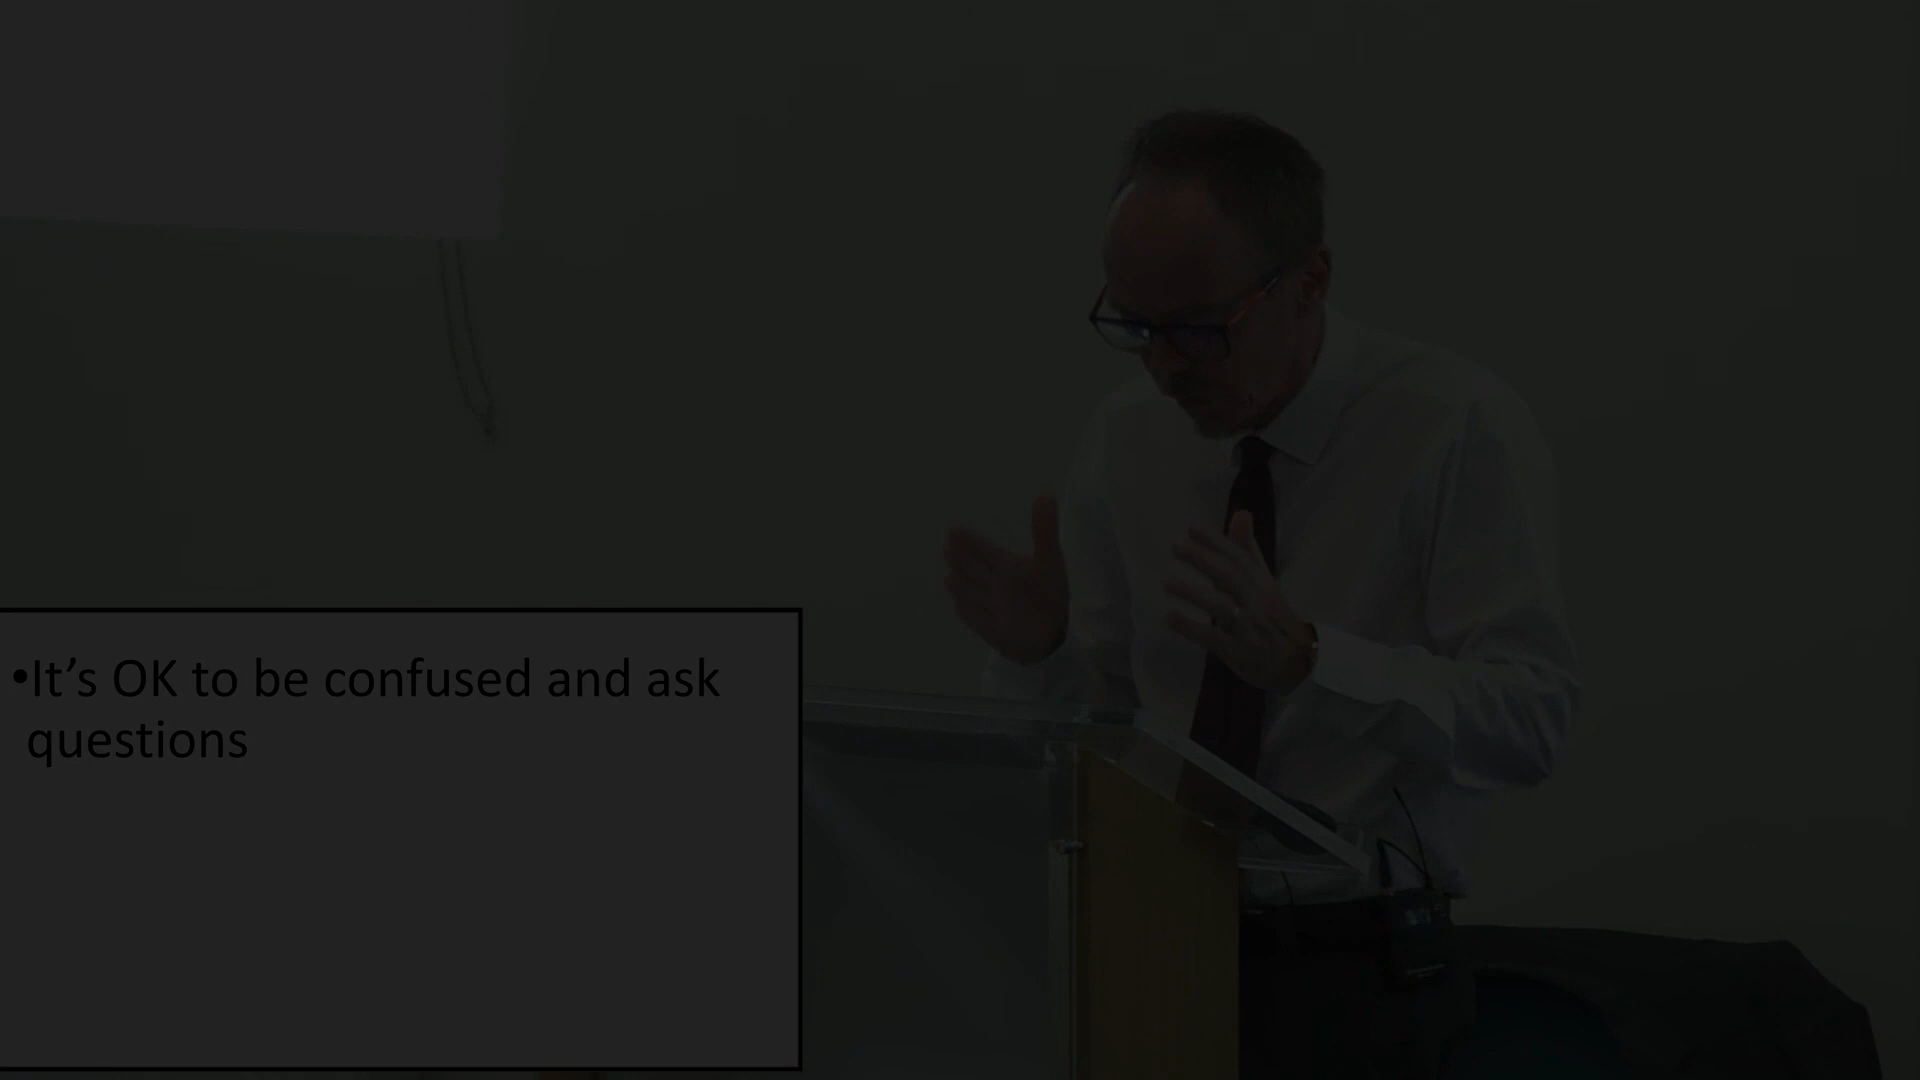 •It’s OK to be confused and ask
questions